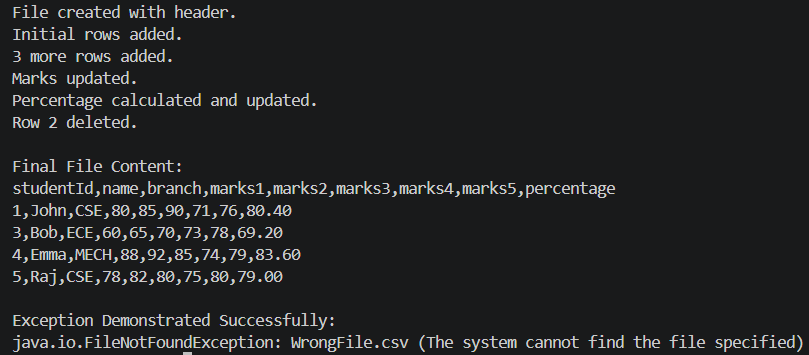 File created with header.
Initial rows added.
3 more rows added.
Marks updated.
Percentage calculated and updated.
Row 2 deleted.
Final File Content:
studentId,name,branch,marks1,marks2,marks3,marks4,marks5,percentage
1,John,CSE,80,85,90,71,76,80.40
3,Bob,ECE,60,65,70,73,78,69.20
4,Emma,MECH,88,92,85,74,79,83.60
5,Raj,CSE,78,82,80,75,80,79.00
Exception Demonstrated Successfully:
java.io.FileNotFoundException: WrongFile.csv (The system cannot find the file specified)